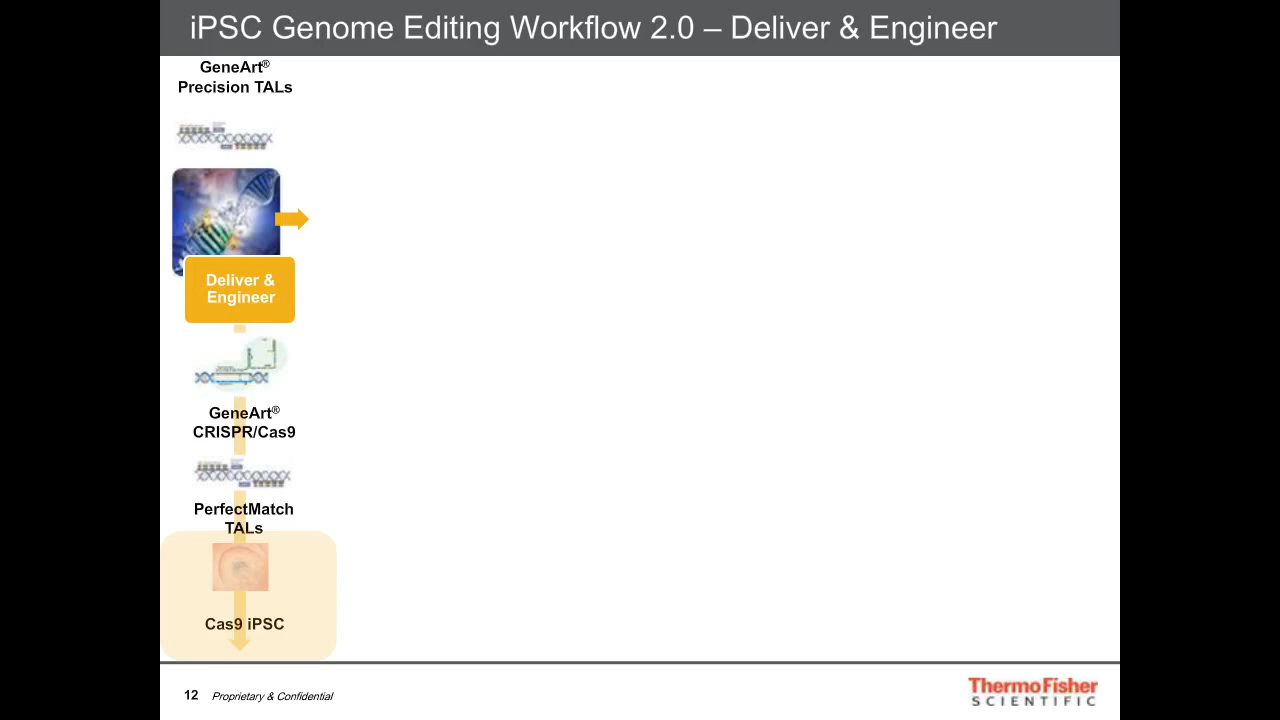 iPSC Genome Editing Workflow 2.0 – Deliver & Engineer
GeneArt®
Precision TALs
Deliver &
Engineer
GeneArt®
CRISPR/Cas9
PerfectMatch
TALs
Cas9 iPSC
12 Proprietary & Confidential
ThermoFisher
SCIENTIFIC